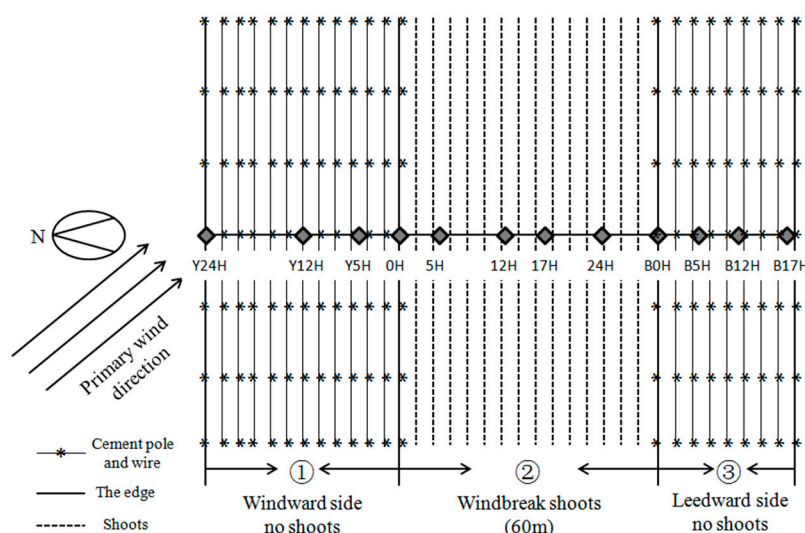 N
Y24H Y12H Y5H 0H 5H 12H 17H 24H B0H B5H B12H B17H
Primary wind
direction
Cement pole
and wire
The edge
Shoots
① ② ③
Windward side
no shoots
Windbreak shoots
(60m)
Leedward side
no shoots